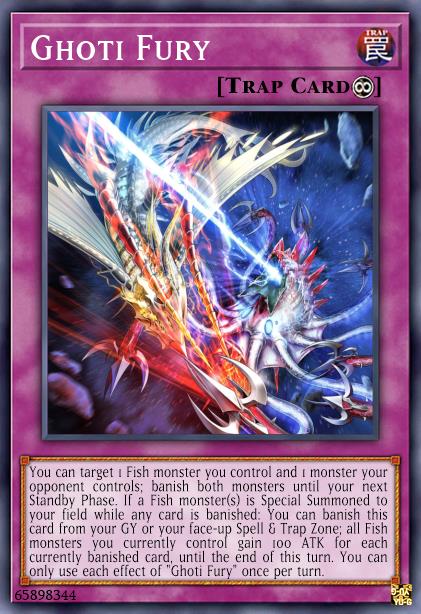 GHOTI FURY
TRAP
罠
[TRAP CARD]
You can target 1 Fish monster you control and 1 monster your
opponent controls; banish both monsters until your next
Standby Phase. If a Fish monster(s) is Special Summoned to
your field while any card is banished: You can banish this
card from your GY or your face-up Spell & Trap Zone; all Fish
monsters you currently control gain 100 ATK for each
currently banished card, until the end of this turn. You can
only use each effect of "Ghoti Fury" once per turn.
65898344